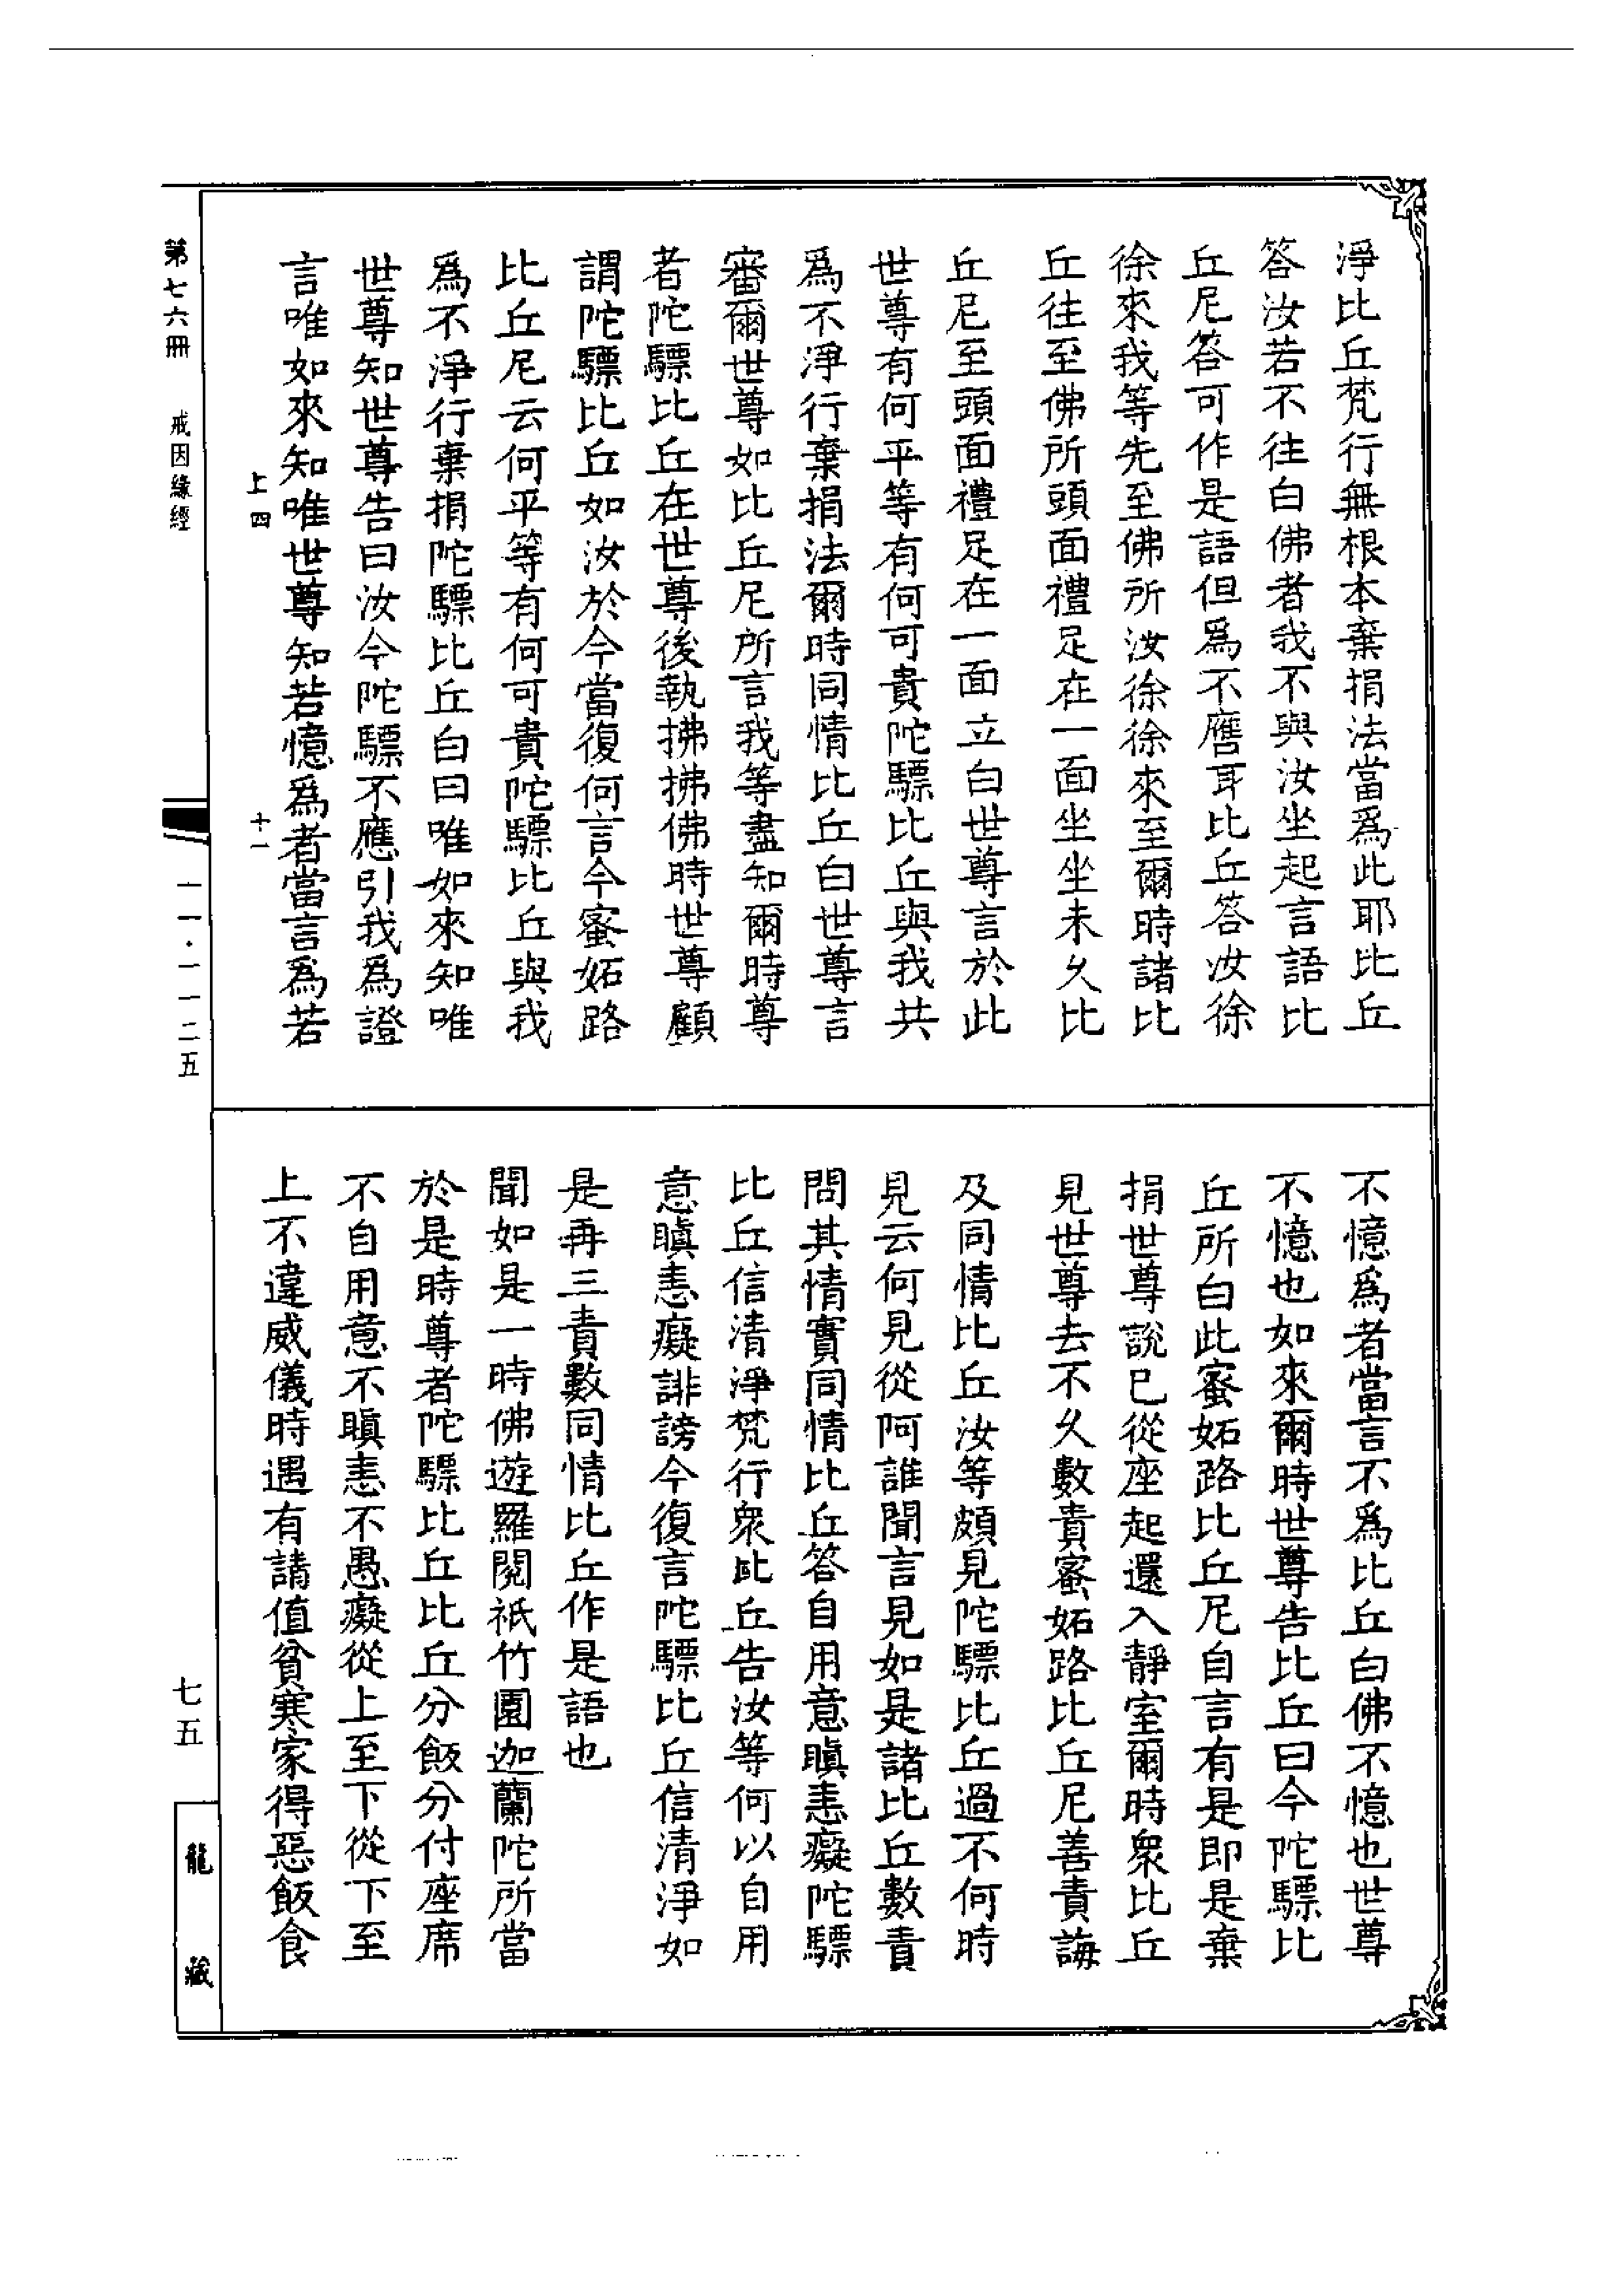 淨比丘梵行無根本棄捐法當爲此耶比丘
答汝若不往白佛者我不與汝坐起言語比
丘尼答可作是語但爲不應耳比丘答汝徐
徐來我等先至佛所汝徐徐來至爾時諸比
丘往至佛所頭面禮足在一面坐坐未久比
丘尼至頭面禮足在一面立白世尊言於此
世尊有何平等有何可貴陀驃比丘與我共
爲不淨行棄捐法爾時同情比丘白世尊言
審爾世尊如比丘尼所言我等盡知爾時尊
者陀驃比丘在世尊後執拂拂佛時世尊顧
謂陀驃比丘如汝於今當復何言今蜜妬路
比丘尼云何平等有何可貴陀驃比丘與我
爲不淨行棄捐陀驃比丘白曰唯如來知唯
世尊知世尊告曰汝今陀驃不應引我爲證
言唯如來知唯世尊知若憶爲者當言爲若
上四 十一
不憶爲者當言不爲比丘白佛不憶也世尊
不憶也如來爾時世尊告比丘曰今陀驃比
丘所白此蜜妬路比丘尼自言有是即是棄
捐世尊說已從座起還入靜室爾時衆比丘
見世尊去不久數責蜜妬路比丘尼善責誨
及同情比丘汝等頗見陀驃比丘過不何時
見云何見從阿誰聞言見如是諸比丘數責
問其情實同情比丘答自用意瞋恚癡陀驃
比丘信清淨梵行衆此丘告汝等何以自用
意瞋恚癡誹謗今復言陀驃比丘信清淨如
是再三責數同情比丘作是語也
聞如是一時佛遊羅閱祇竹園迦蘭陀所當
於是時尊者陀驃比丘比丘分飯分付座席
不自用意不瞋恚不愚癡從上至下從下至
上不違威儀時遇有請値貧寒家得惡飯食
第七六冊 戒因緣經
一一·一一二五
七五
龍藏